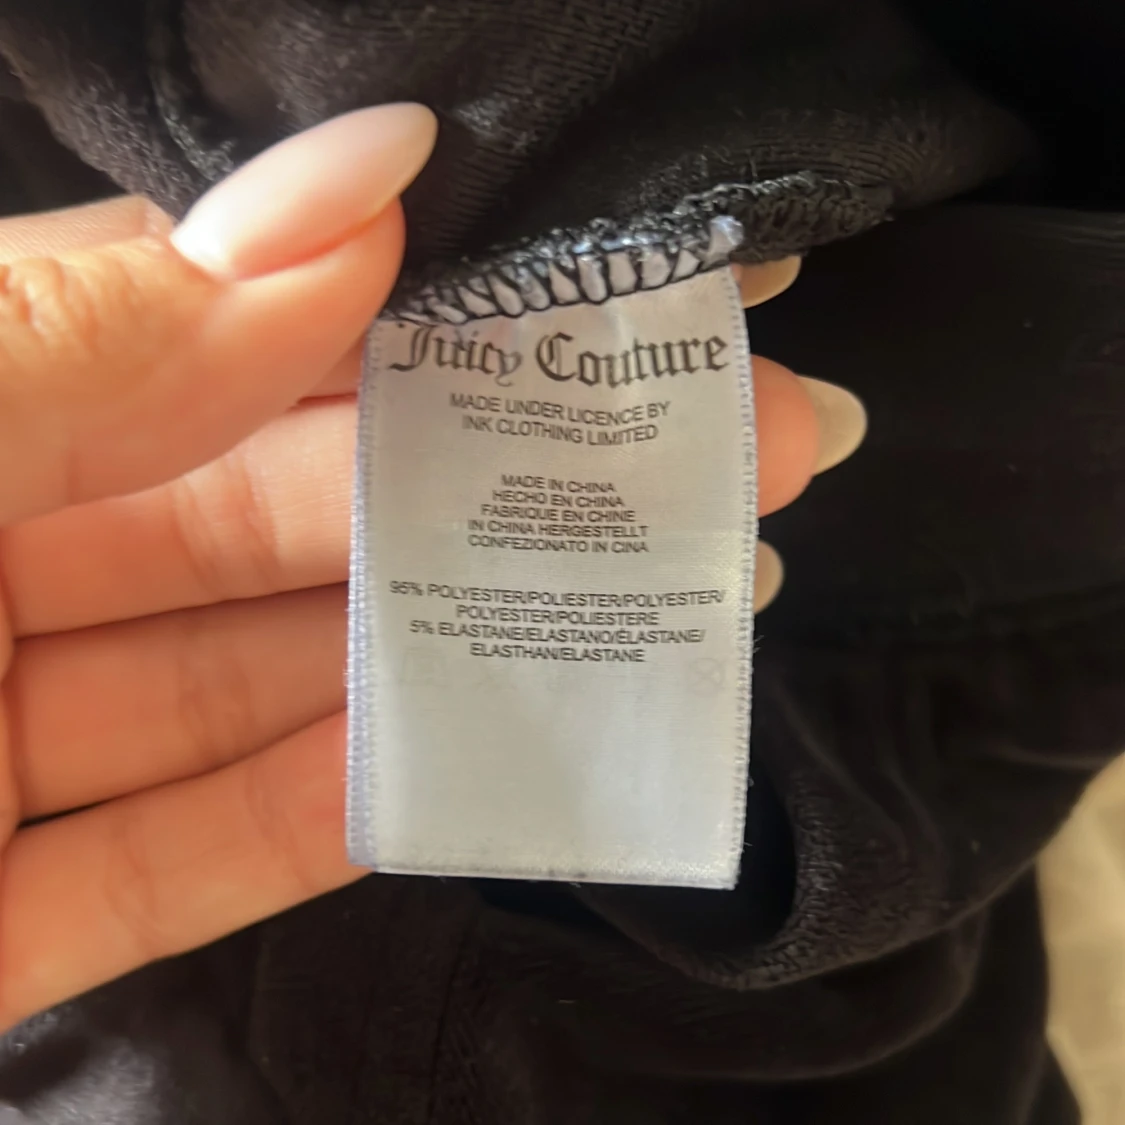 Juicy Couture
MADE UNDER LICENCE BY
INK CLOTHING LIMITED
MADE IN CHINA
HECHO EN CHINA
FABRIQUE EN CHINE
IN CHINA HERGESTELLT
CONFEZIONATO IN CINA
95% POLYESTER/POLIESTER/POLYESTER/
POLYESTER/POLIESTERE
5% ELASTANE/ELASTANO/ÉLASTANE/
ELASTHAN/ELASTANE